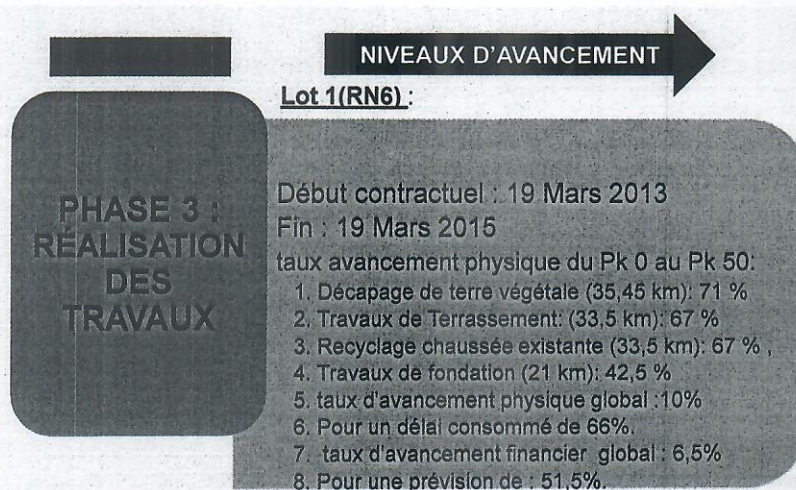 NIVEAUX D'AVANCEMENT
Lot 1(RN6) :
PHASE 3 :
RÉALISATION
DES
TRAVAUX
Début contractuel : 19 Mars 2013
Fin : 19 Mars 2015
taux avancement physique du Pk 0 au Pk 50:
1. Décapage de terre végétale (35,45 km): 71 %
2. Travaux de Terrassement: (33,5 km): 67 %
3. Recyclage chaussée existante (33,5 km): 67 % ,
4. Travaux de fondation (21 km): 42,5 %
5. taux d'avancement physique global :10%
6. Pour un délai consommé de 66%.
7. taux d'avancement financier global : 6,5%
8. Pour une prévision de : 51,5%.